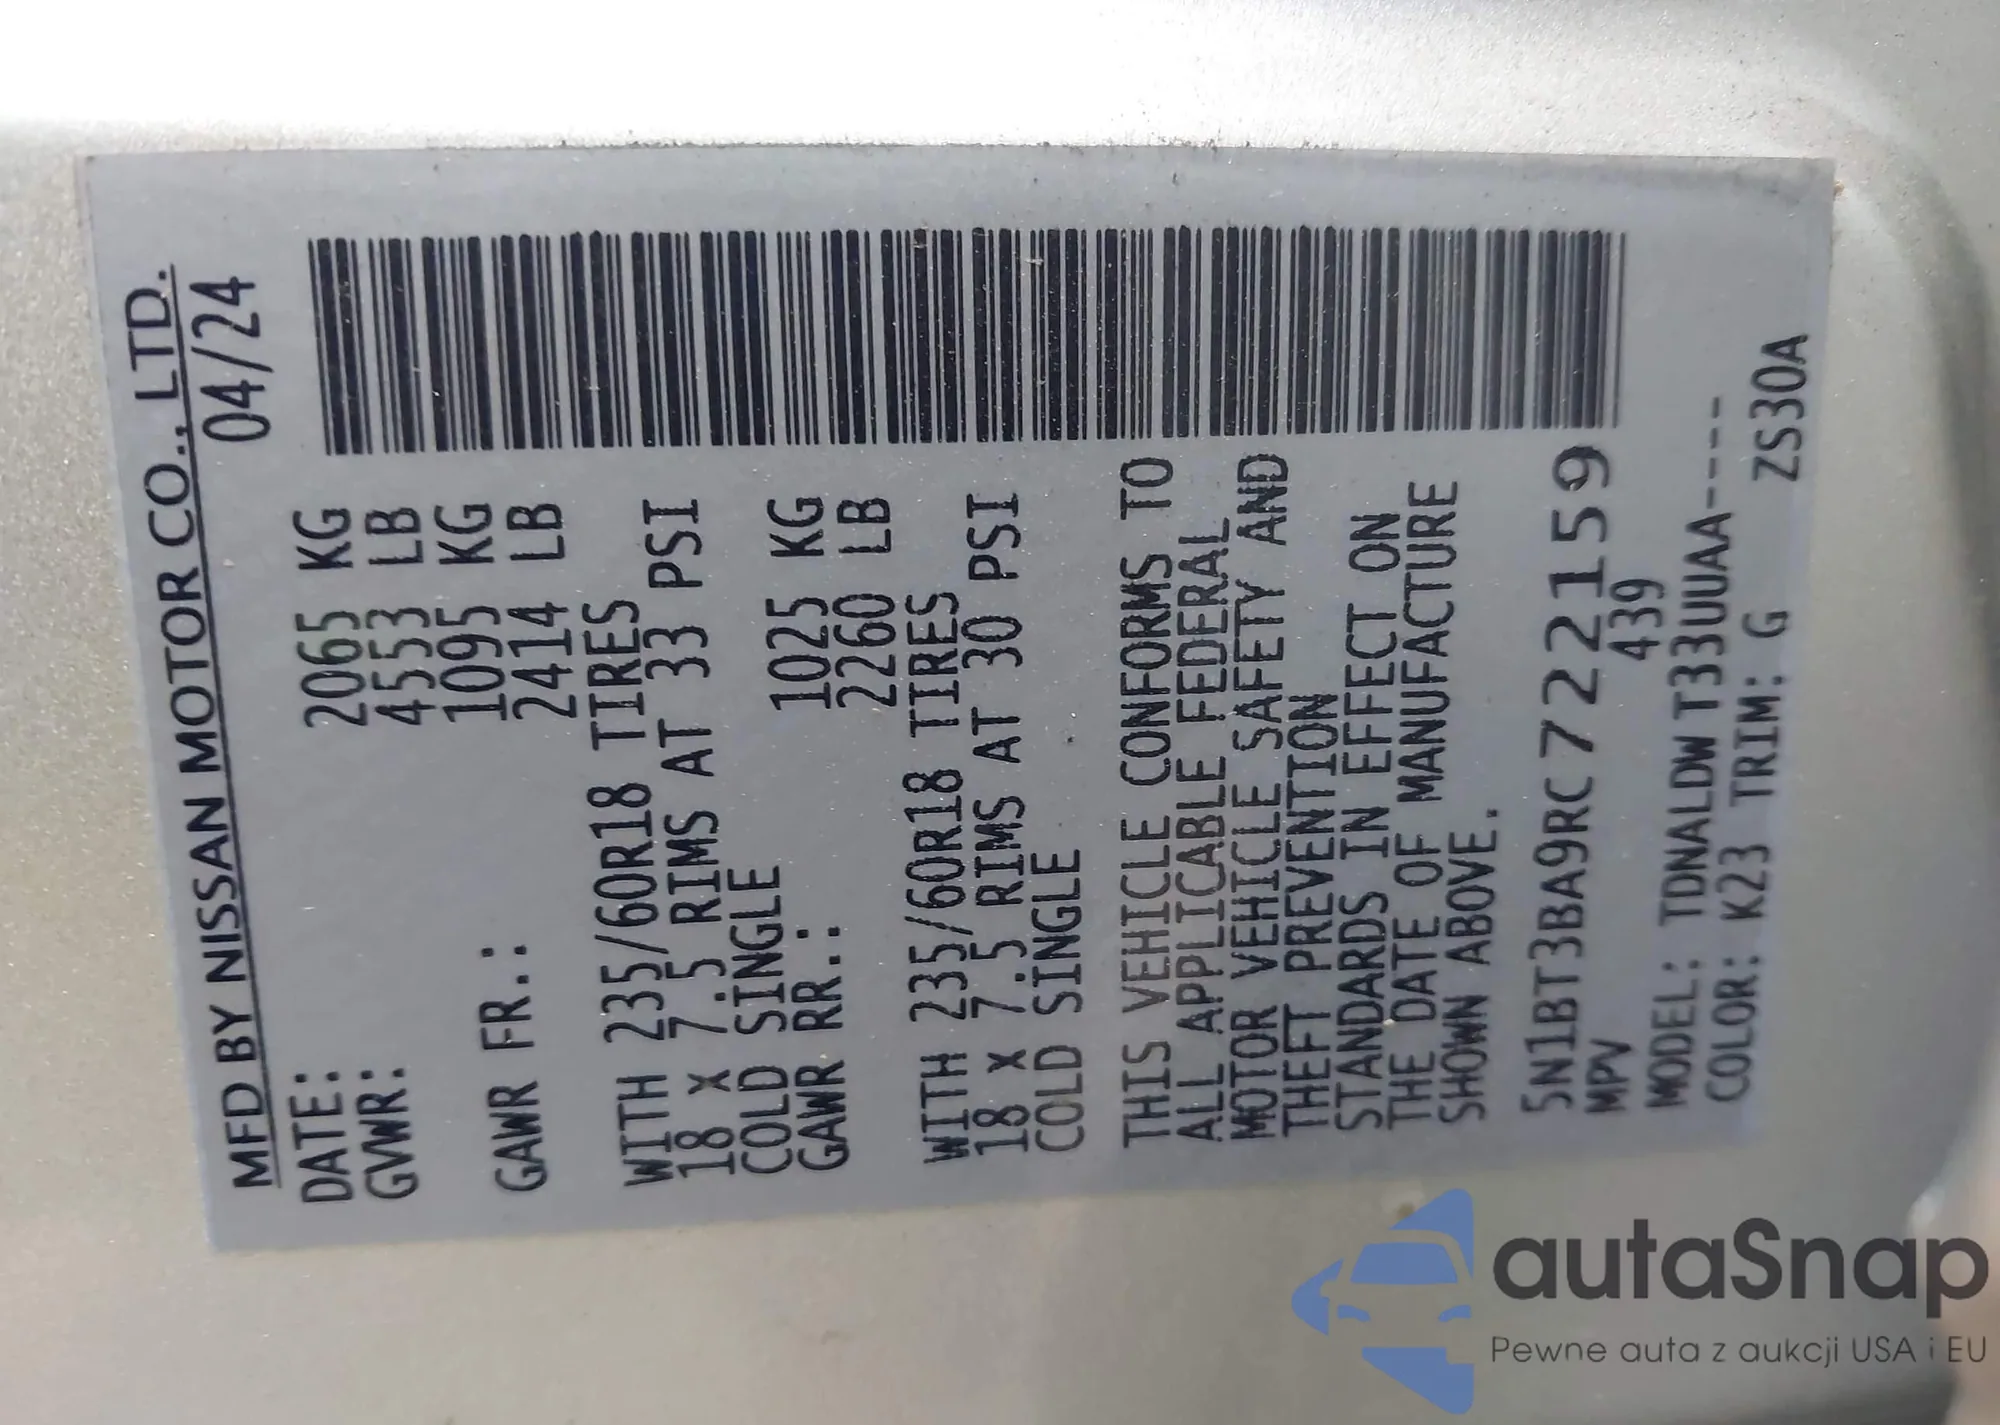 MFD BY NISSAN MOTOR CO., LTD.
DATE: 04/24
GVWR: 2065 KG
4553 LB
GAWR FR.: 1095 KG
2414 LB
WITH 235/60R18 TIRES
18 x 7.5 RIMS AT 33 PSI
COLD SINGLE
GAWR RR.: 1025 KG
2260 LB
WITH 235/60R18 TIRES
18 x 7.5 RIMS AT 30 PSI
COLD SINGLE
THIS VEHICLE CONFORMS TO
ALL APPLICABLE FEDERAL
MOTOR VEHICLE SAFETY AND
THEFT PREVENTION
STANDARDS IN EFFECT ON
THE DATE OF MANUFACTURE
SHOWN ABOVE.
5N1BT3BA9RC722159
MPV 439
MODEL: TDNALDW T33UUAA----
COLOR: K23 TRIM: G ZS30A
autaSnap
Pewne auta z aukcji USA i EU